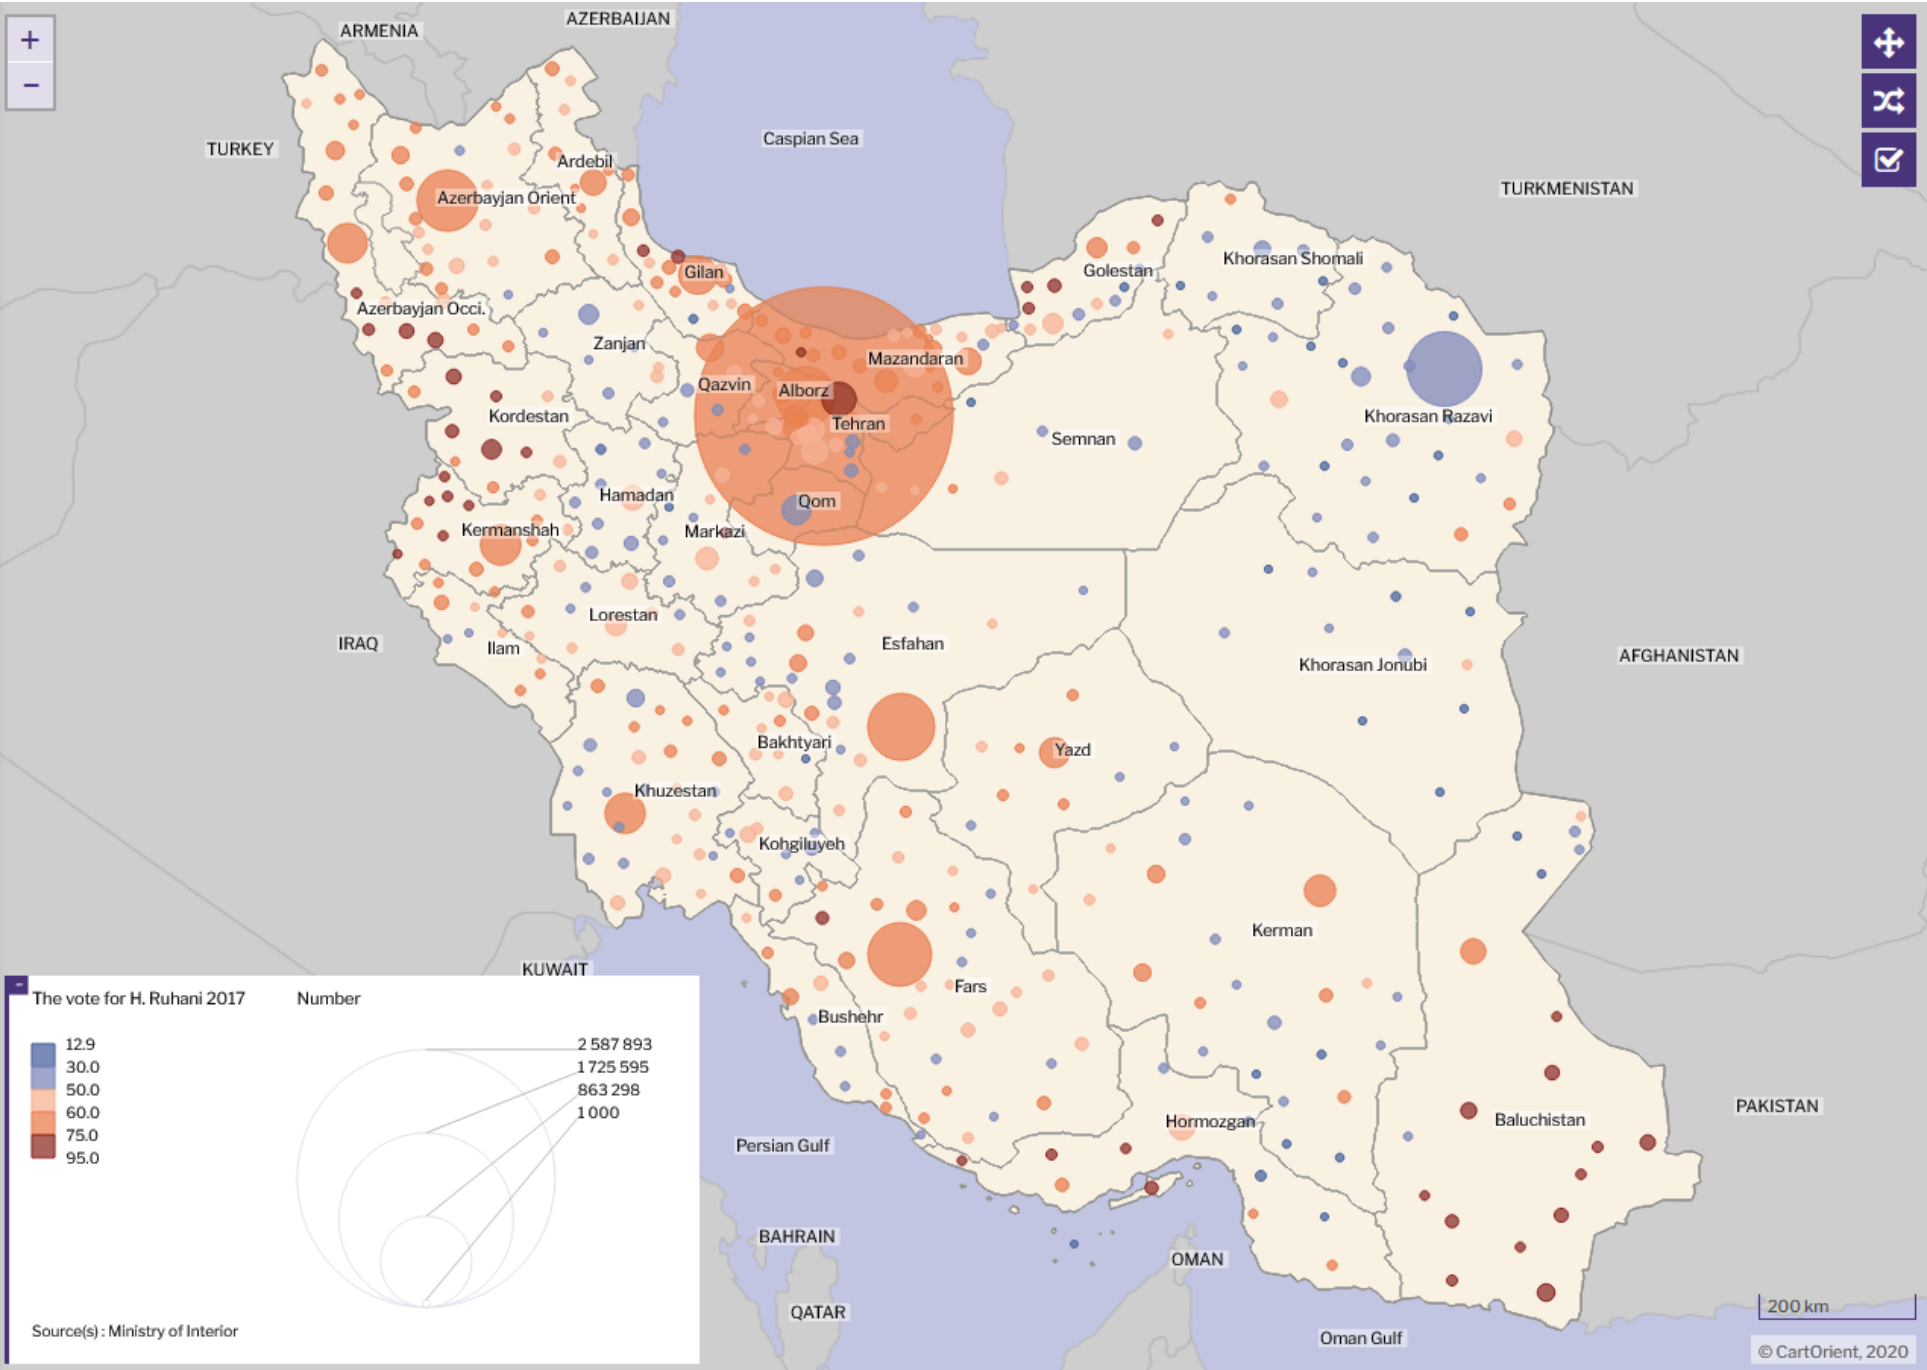 +
−
ARMENIA
AZERBAIJAN
Caspian Sea
TURKEY
TURKMENISTAN
Ardebil
Azerbayjan Orient
Gilan
Golestan
Khorasan Shomali
Azerbayjan Occi.
Zanjan
Mazandaran
Qazvin
Alborz
Kordestan
Tehran
Khorasan Razavi
Semnan
Hamadan
Qom
Kermanshah
Markazi
Lorestan
IRAQ
Ilam
Esfahan
Khorasan Jonubi
AFGHANISTAN
Bakhtyari
Yazd
Khuzestan
Kohgiluyeh
Kerman
KUWAIT
Fars
Bushehr
Baluchistan
PAKISTAN
Hormozgan
Persian Gulf
BAHRAIN
OMAN
QATAR
Oman Gulf
-
The vote for H. Ruhani 2017
Number
12.9
30.0
50.0
60.0
75.0
95.0
2 587 893
1 725 595
863 298
1 000
Source(s) : Ministry of Interior
200 km
© CartOrient, 2020